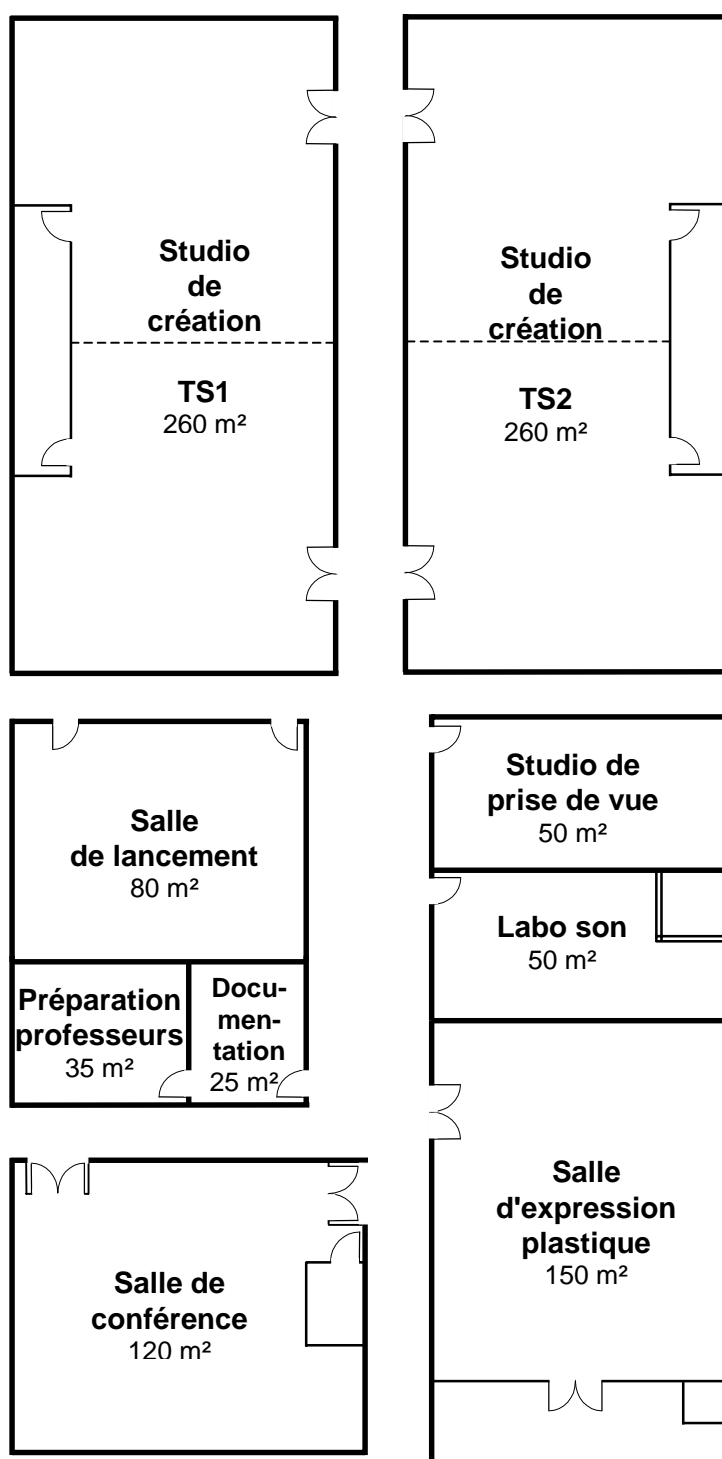 Studio
de
création
TS1
260 m²
Studio
de
création
TS2
260 m²
Salle
de lancement
80 m²
Préparation
professeurs
35 m²
Docu-
men-
tation
25 m²
Salle de
conférence
120 m²
Studio de
prise de vue
50 m²
Labo son
50 m²
Salle
d'expression
plastique
150 m²